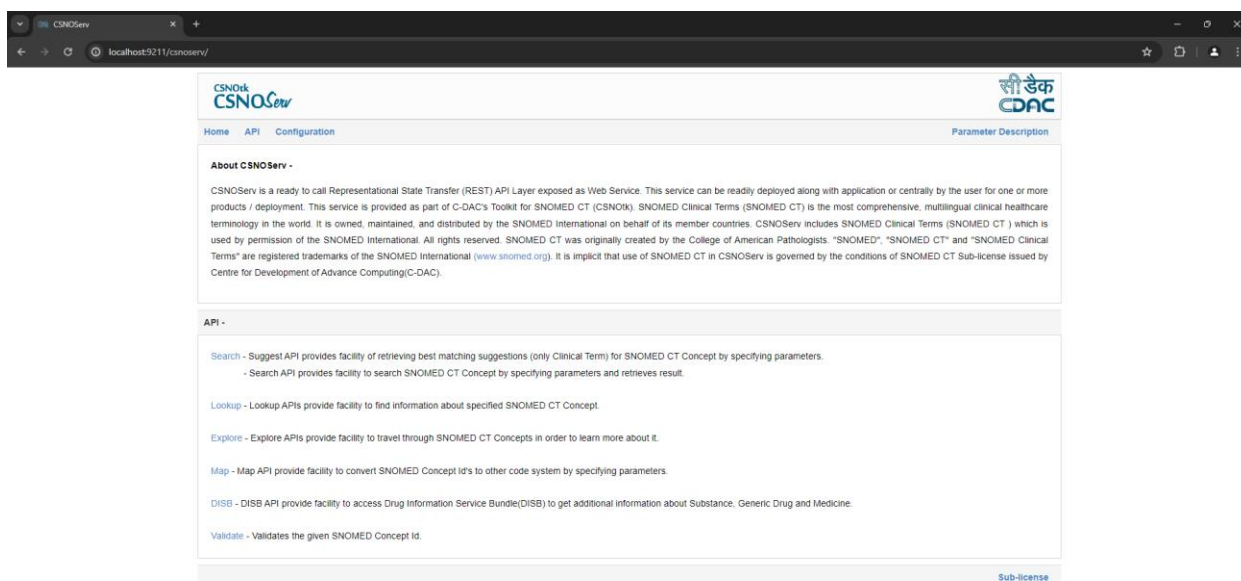 CSNOServ
localhost:9211/csnoserv/
CSNOtk
CSNOServ
सी डैक
CDAC
Home API Configuration Parameter Description
About CSNOServ -
CSNOServ is a ready to call Representational State Transfer (REST) API Layer exposed as Web Service. This service can be readily deployed along with application or centrally by the user for one or more
products / deployment. This service is provided as part of C-DAC's Toolkit for SNOMED CT (CSNOtk). SNOMED Clinical Terms (SNOMED CT) is the most comprehensive, multilingual clinical healthcare
terminology in the world. It is owned, maintained, and distributed by the SNOMED International on behalf of its member countries. CSNOServ includes SNOMED Clinical Terms (SNOMED CT ) which is
used by permission of the SNOMED International. All rights reserved. SNOMED CT was originally created by the College of American Pathologists. "SNOMED", "SNOMED CT" and "SNOMED Clinical
Terms" are registered trademarks of the SNOMED International (www.snomed.org). It is implicit that use of SNOMED CT in CSNOServ is governed by the conditions of SNOMED CT Sub-license issued by
Centre for Development of Advance Computing(C-DAC).
API -
Search - Suggest API provides facility of retrieving best matching suggestions (only Clinical Term) for SNOMED CT Concept by specifying parameters.
- Search API provides facility to search SNOMED CT Concept by specifying parameters and retrieves result.
Lookup - Lookup APIs provide facility to find information about specified SNOMED CT Concept.
Explore - Explore APIs provide facility to travel through SNOMED CT Concepts in order to learn more about it.
Map - Map API provide facility to convert SNOMED Concept Id's to other code system by specifying parameters.
DISB - DISB API provide facility to access Drug Information Service Bundle(DISB) to get additional information about Substance, Generic Drug and Medicine.
Validate - Validates the given SNOMED Concept Id.
Sub-license